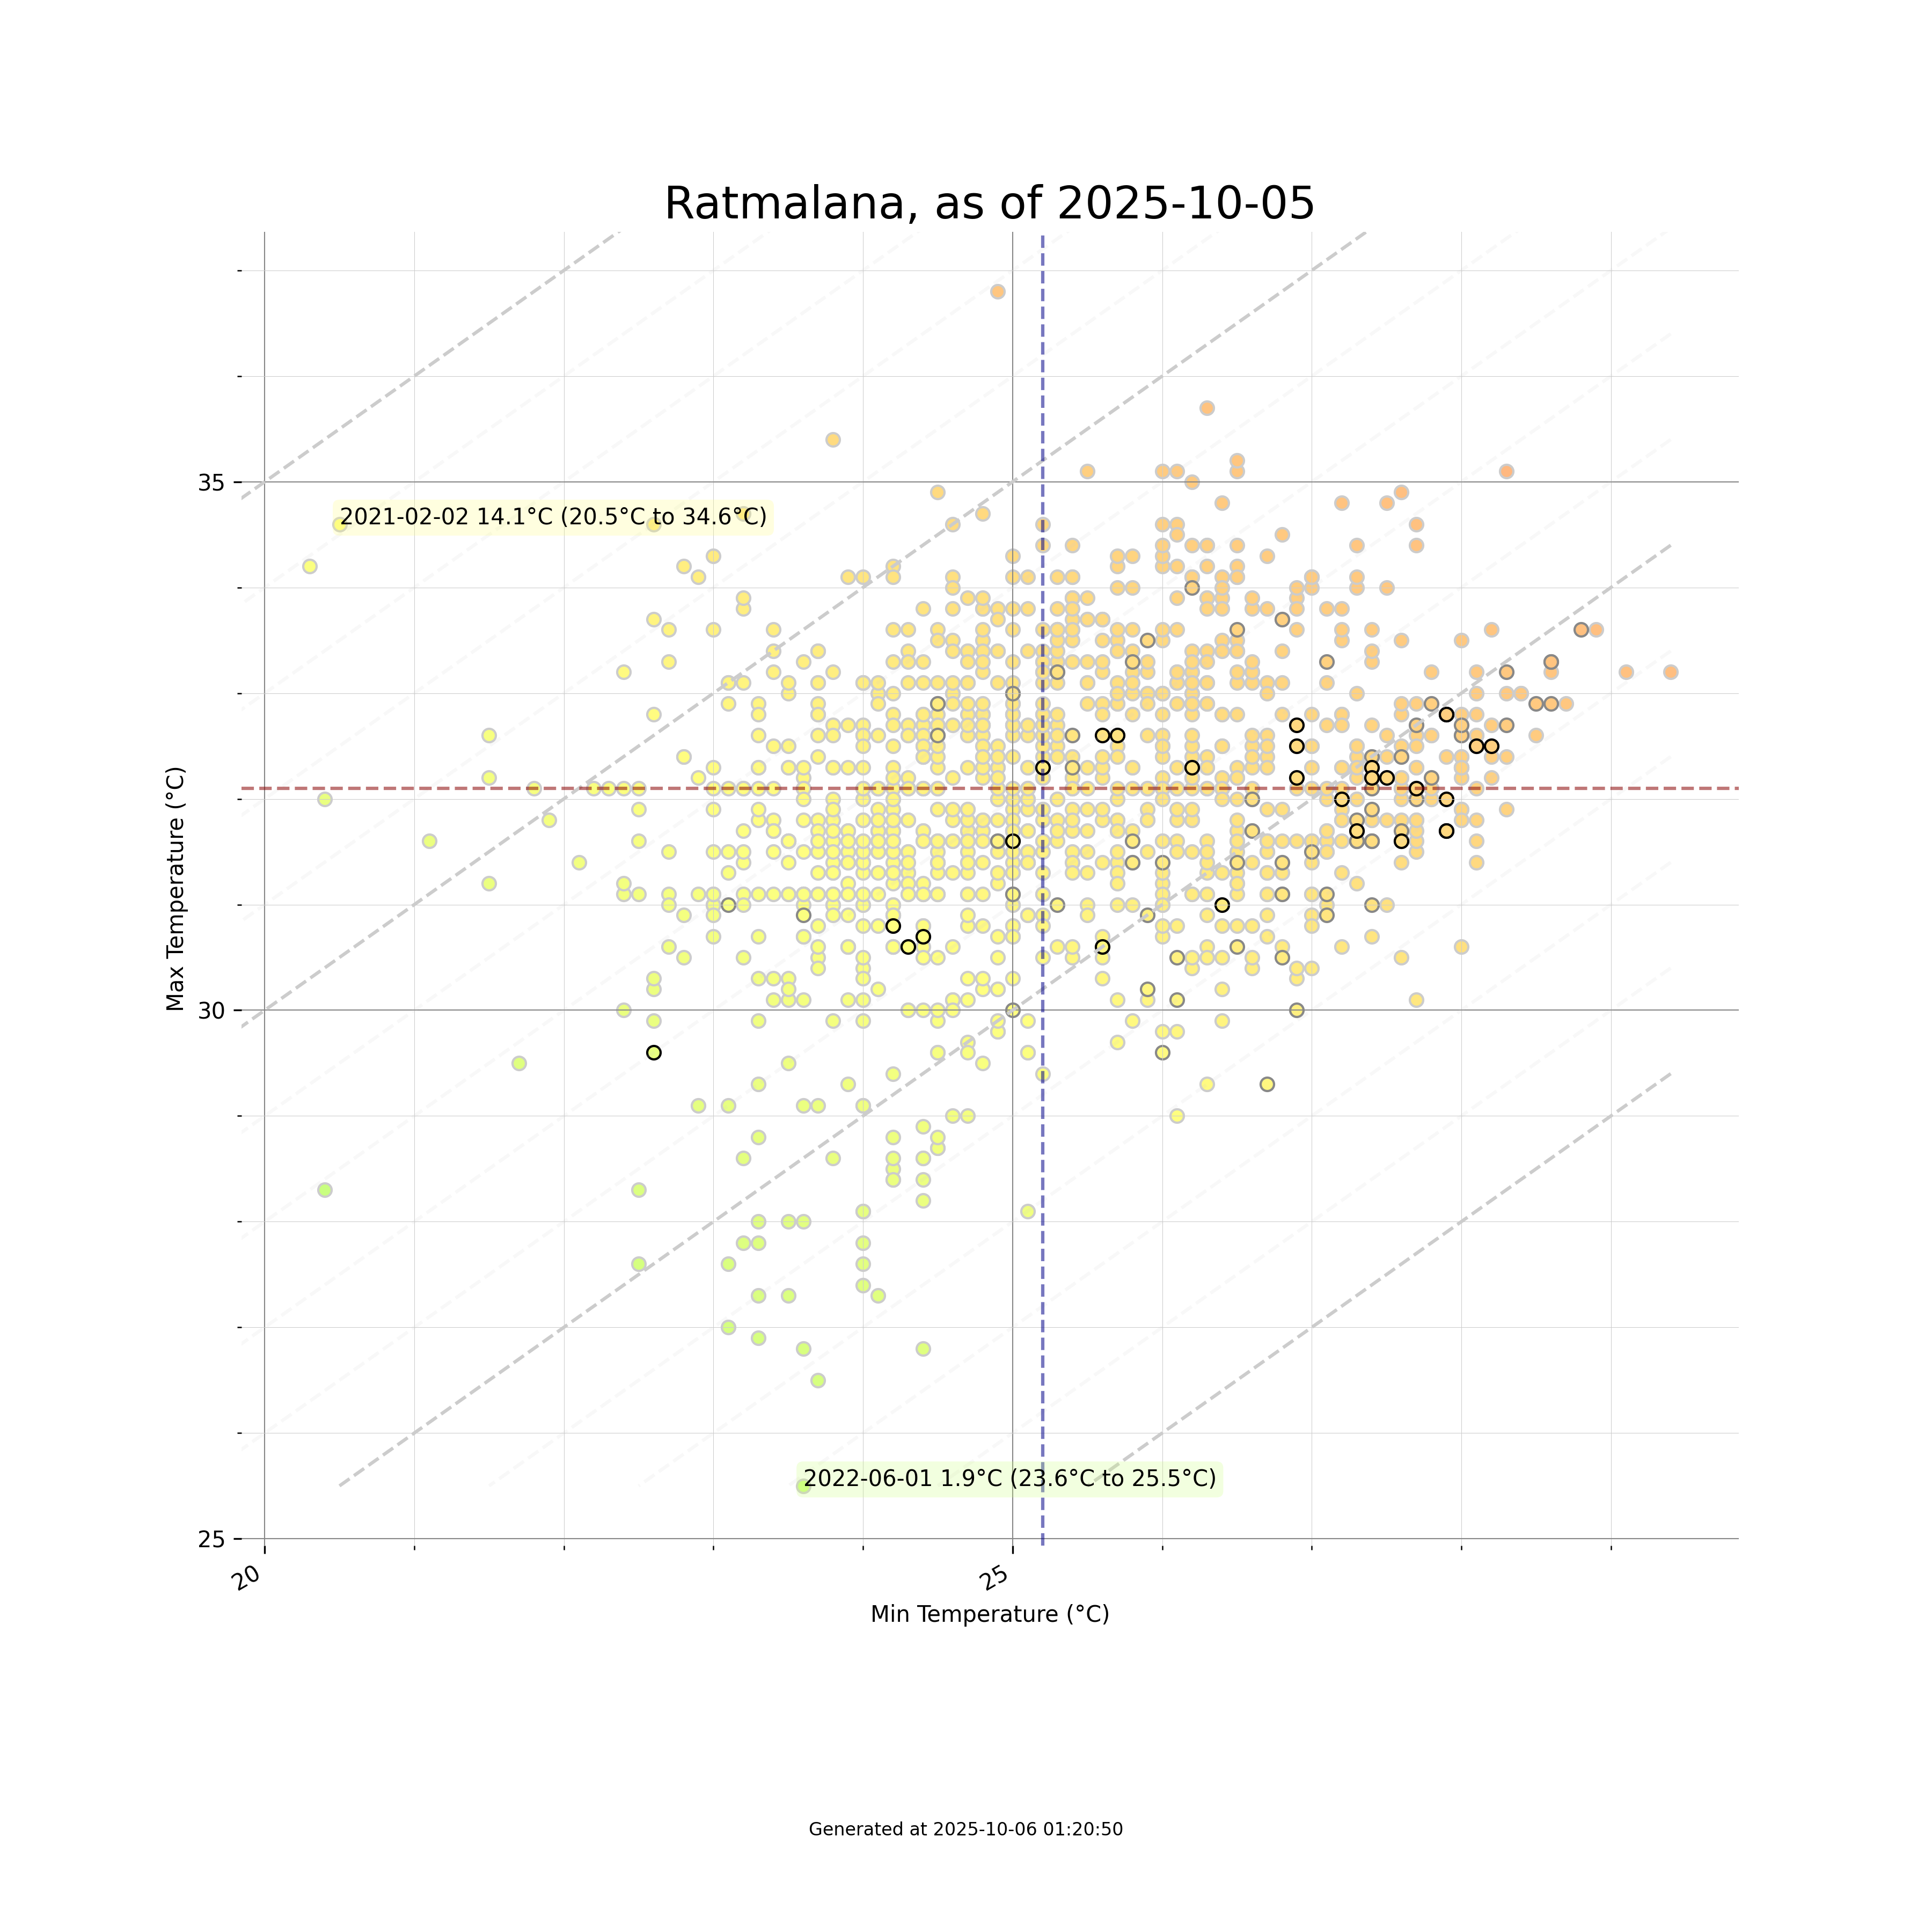 Ratmalana, as of 2025-10-05
35
2021-02-02 14.1°C (20.5°C to 34.6°C)
Max Temperature (°C)
30
2022-06-01 1.9°C (23.6°C to 25.5°C)
25
20
25
Min Temperature (°C)
Generated at 2025-10-06 01:20:50